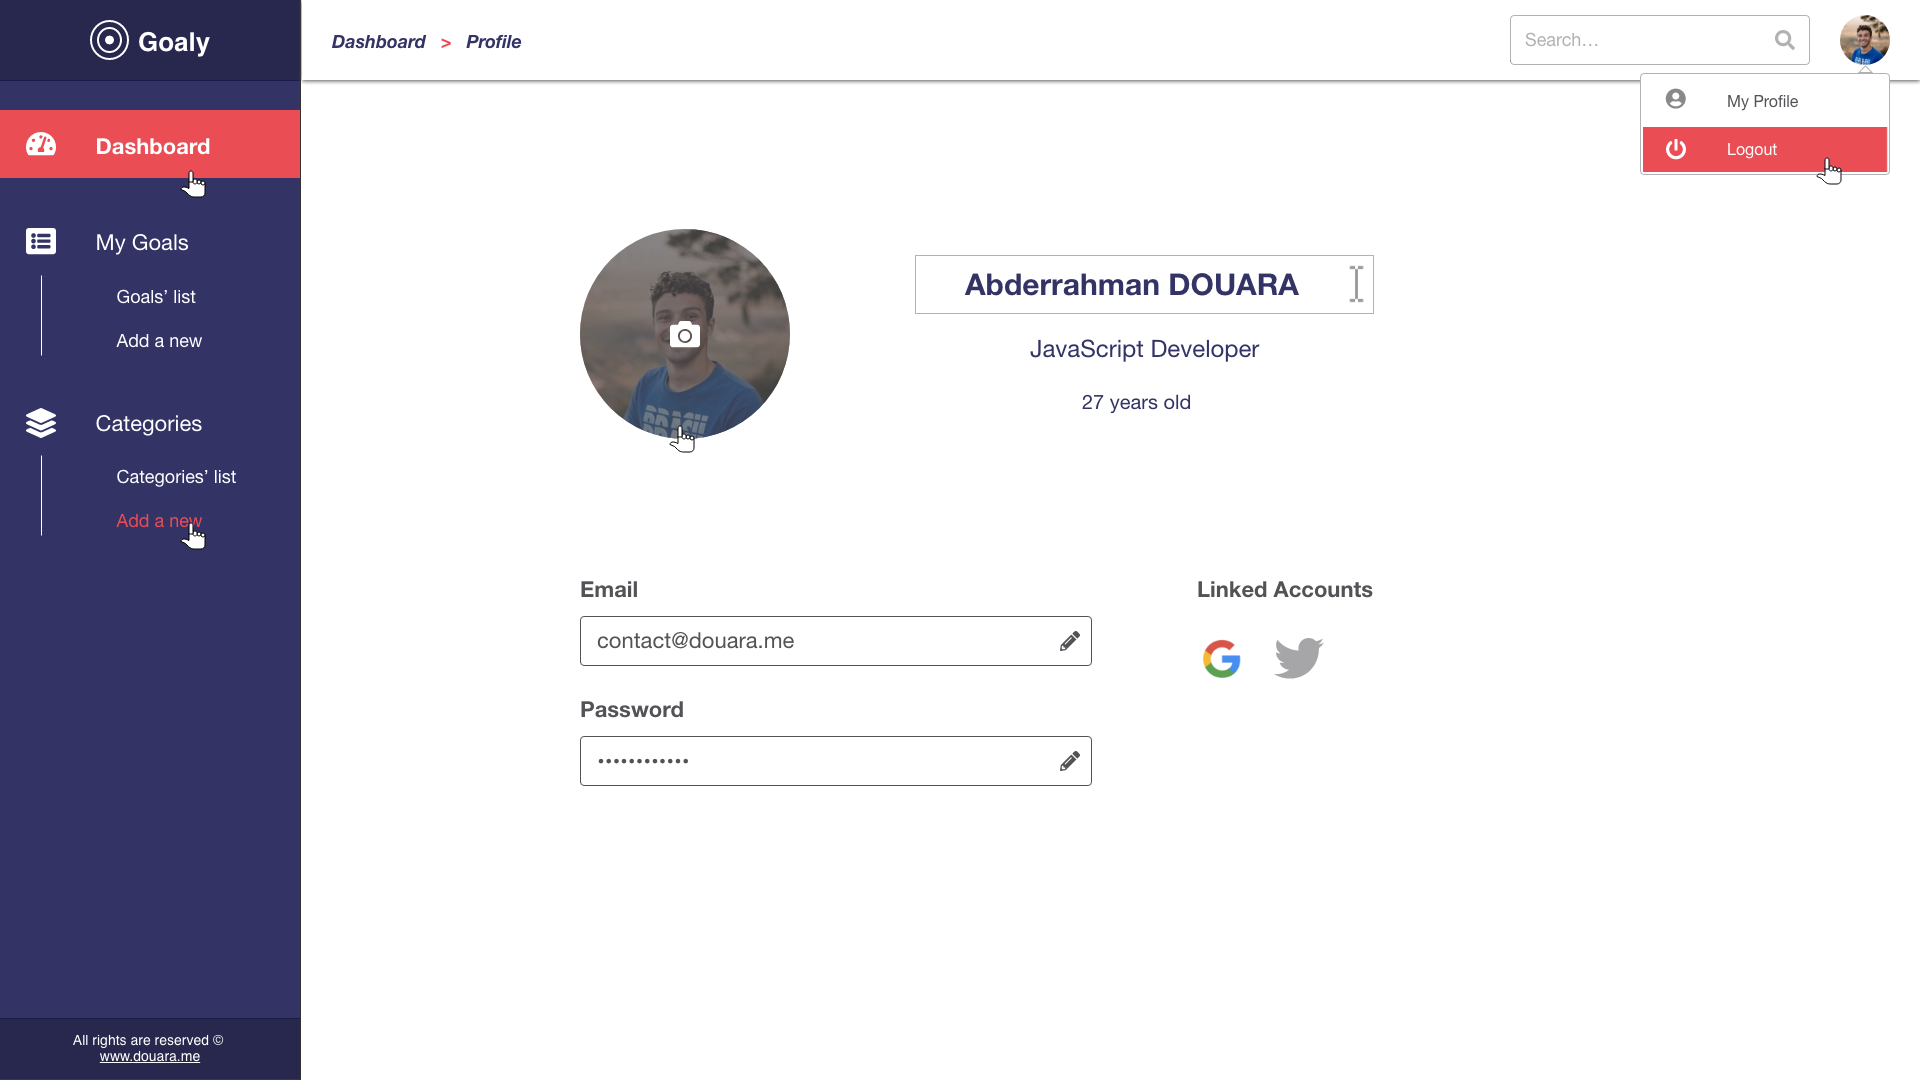 Goaly
Dashboard > Profile
Search...
My Profile
Logout
Dashboard
My Goals
Goals’ list
Add a new
Categories
Categories’ list
Add a new
Abderrahman DOUARA
JavaScript Developer
27 years old
Email
contact@douara.me
Password
••••••••••••
Linked Accounts
All rights are reserved ©
www.douara.me